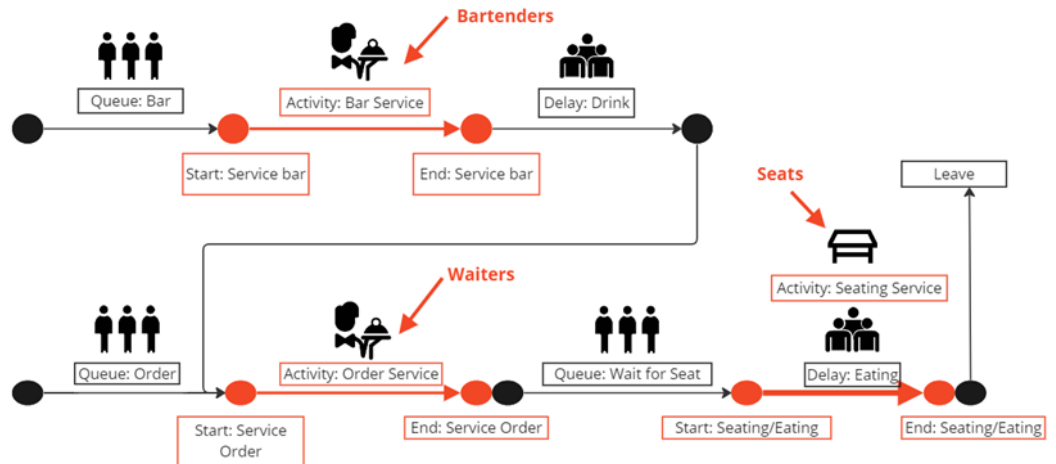 Bartenders
Queue: Bar
Activity: Bar Service
Delay: Drink
Start: Service bar
End: Service bar
Seats
Leave
Waiters
Activity: Seating Service
Queue: Order
Activity: Order Service
Queue: Wait for Seat
Delay: Eating
Start: Service
Order
End: Service Order
Start: Seating/Eating
End: Seating/Eating